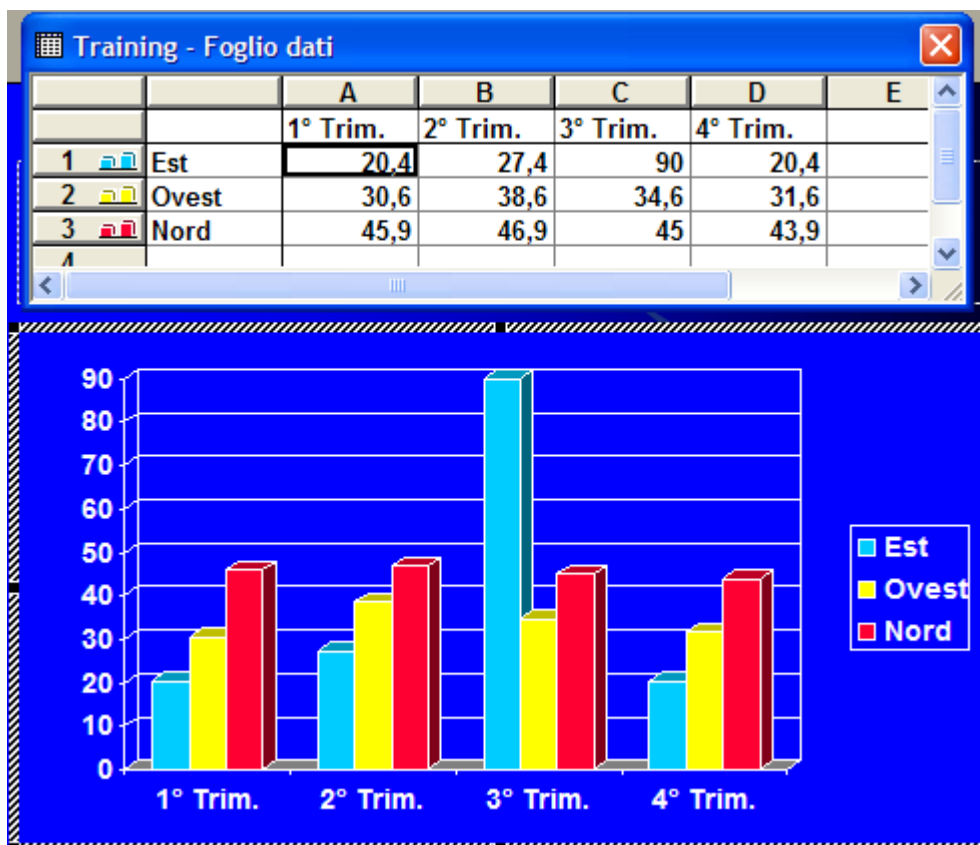 Training - Foglio dati
A B C D E
1° Trim. 2° Trim. 3° Trim. 4° Trim.
1 Est 20,4 27,4 90 20,4
2 Ovest 30,6 38,6 34,6 31,6
3 Nord 45,9 46,9 45 43,9
4
90
80
70
60
50
40
30
20
10
0
1° Trim. 2° Trim. 3° Trim. 4° Trim.
Est
Ovest
Nord